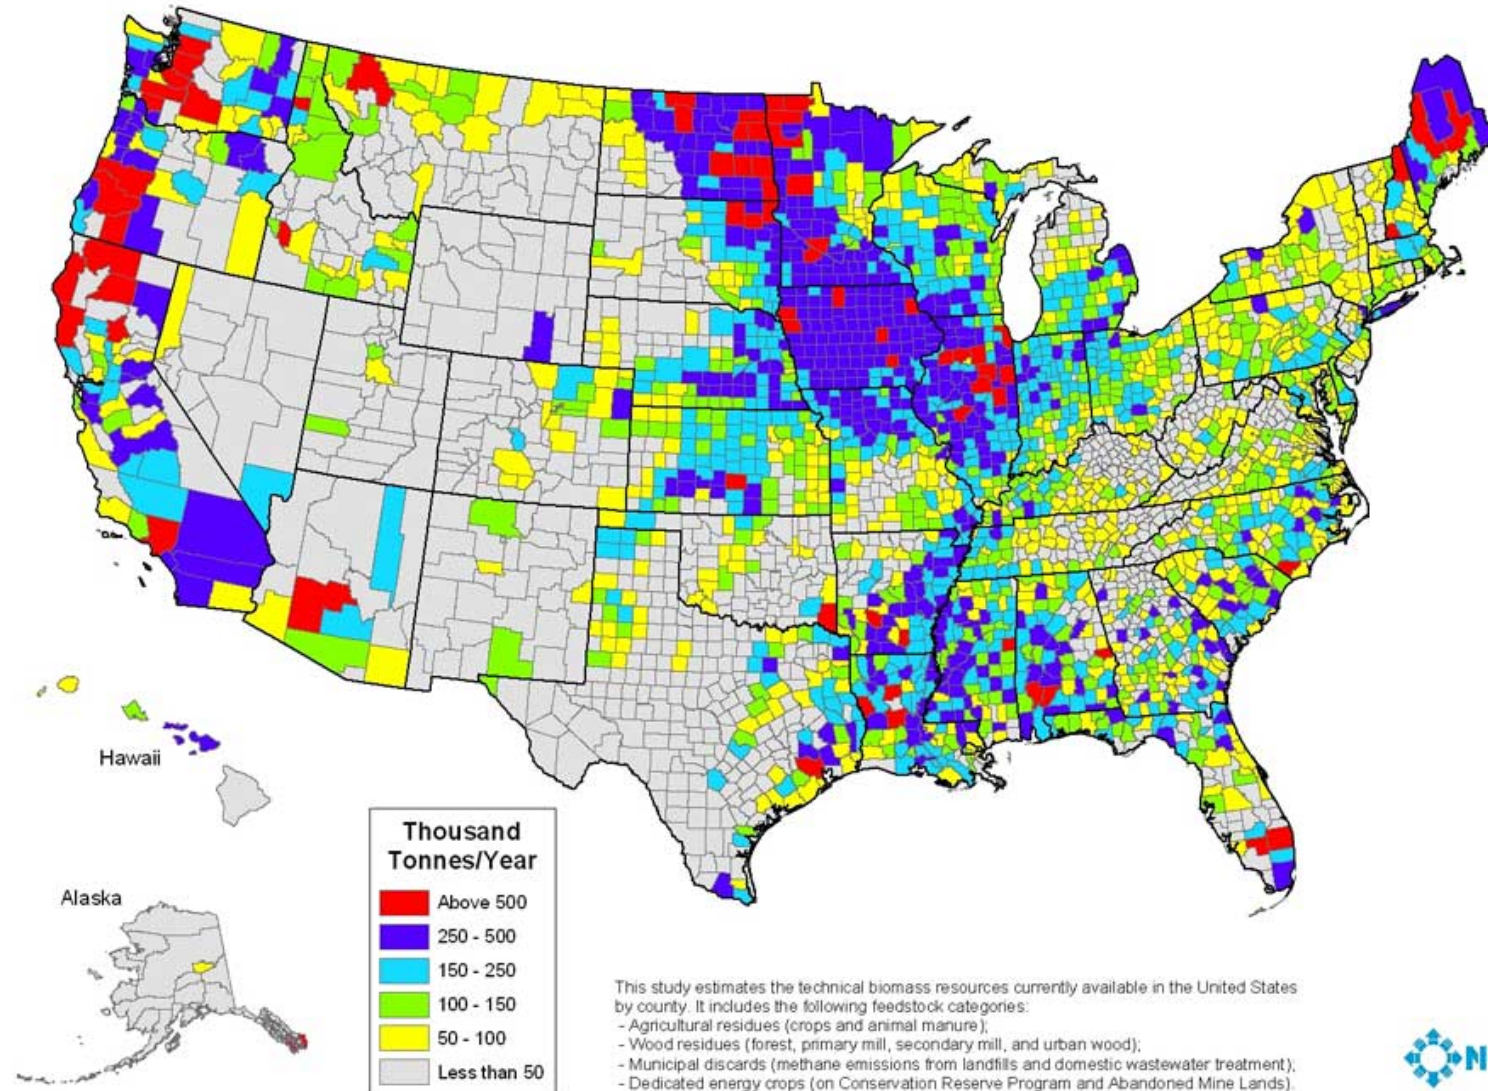 Hawaii
Alaska
Thousand
Tonnes/Year
Above 500
250 - 500
150 - 250
100 - 150
50 - 100
Less than 50
This study estimates the technical biomass resources currently available in the United States
by county. It includes the following feedstock categories:
- Agricultural residues (crops and animal manure);
- Wood residues (forest, primary mill, secondary mill, and urban wood);
- Municipal discards (methane emissions from landfills and domestic wastewater treatment);
- Dedicated energy crops (on Conservation Reserve Program and Abandoned Mine Lands).
N